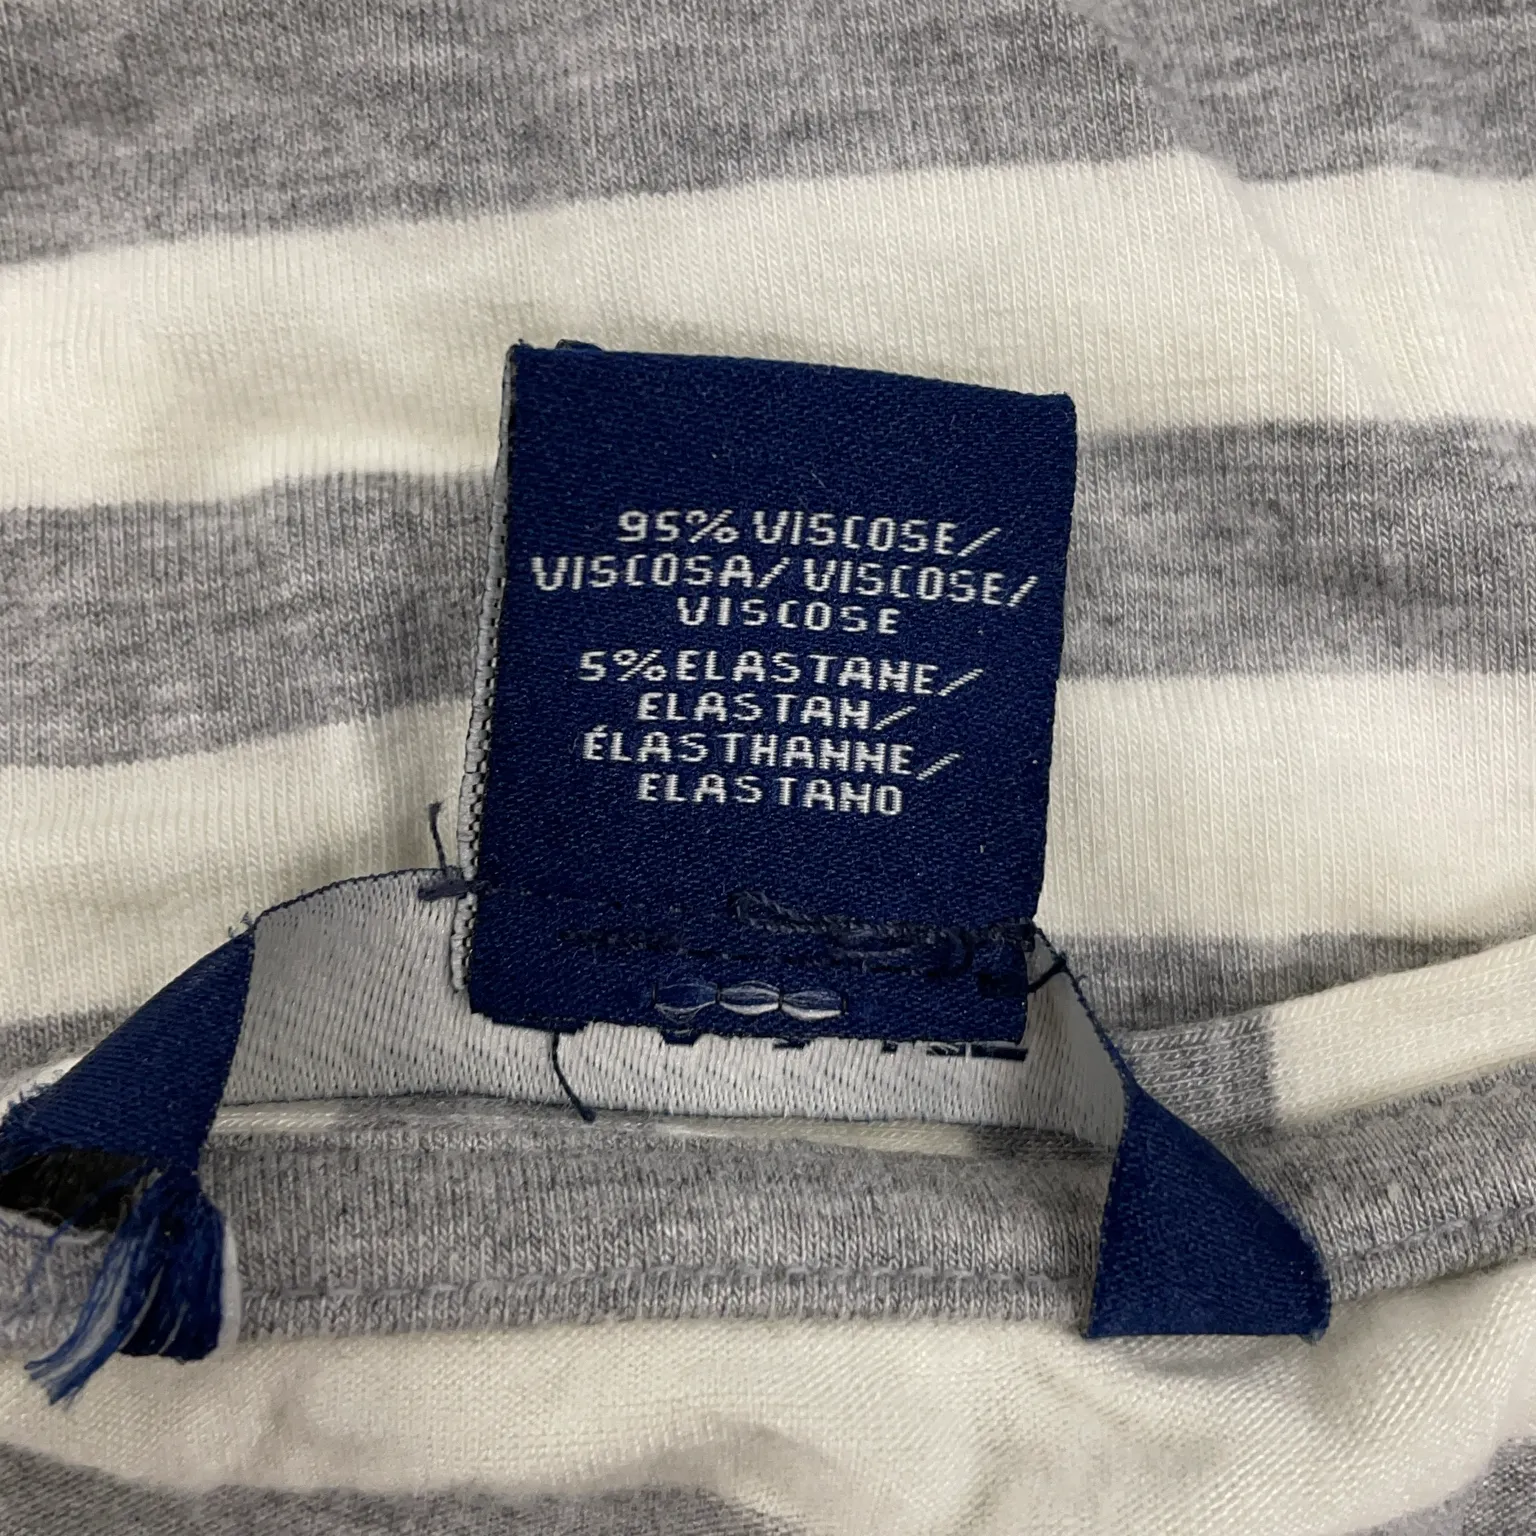 95% VISCOSE/
VISCOSA/ VISCOSE/
VISCOSE
5% ELASTANE/
ELASTAN/
ÉLASTHANNE/
ELASTANO